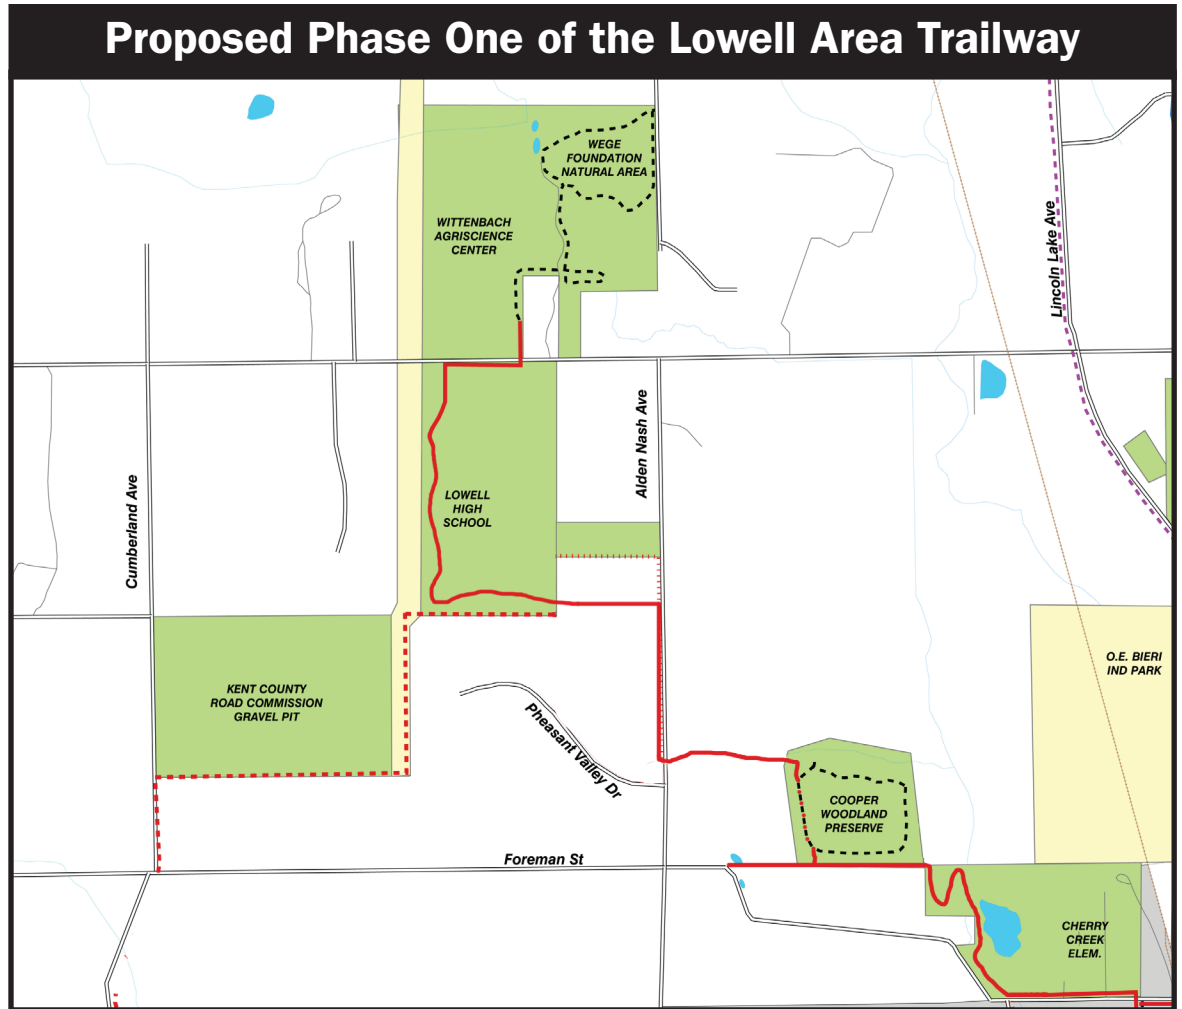 Proposed Phase One of the Lowell Area Trailway
WEGE
FOUNDATION
NATURAL AREA
WITTENBACH
AGRISCIENCE
CENTER
Lincoln Lake Ave
Alden Nash Ave
Cumberland Ave
LOWELL
HIGH
SCHOOL
O.E. BIERI
IND PARK
KENT COUNTY
ROAD COMMISSION
GRAVEL PIT
Pheasant Valley Dr
COOPER
WOODLAND
PRESERVE
Foreman St
CHERRY
CREEK
ELEM.